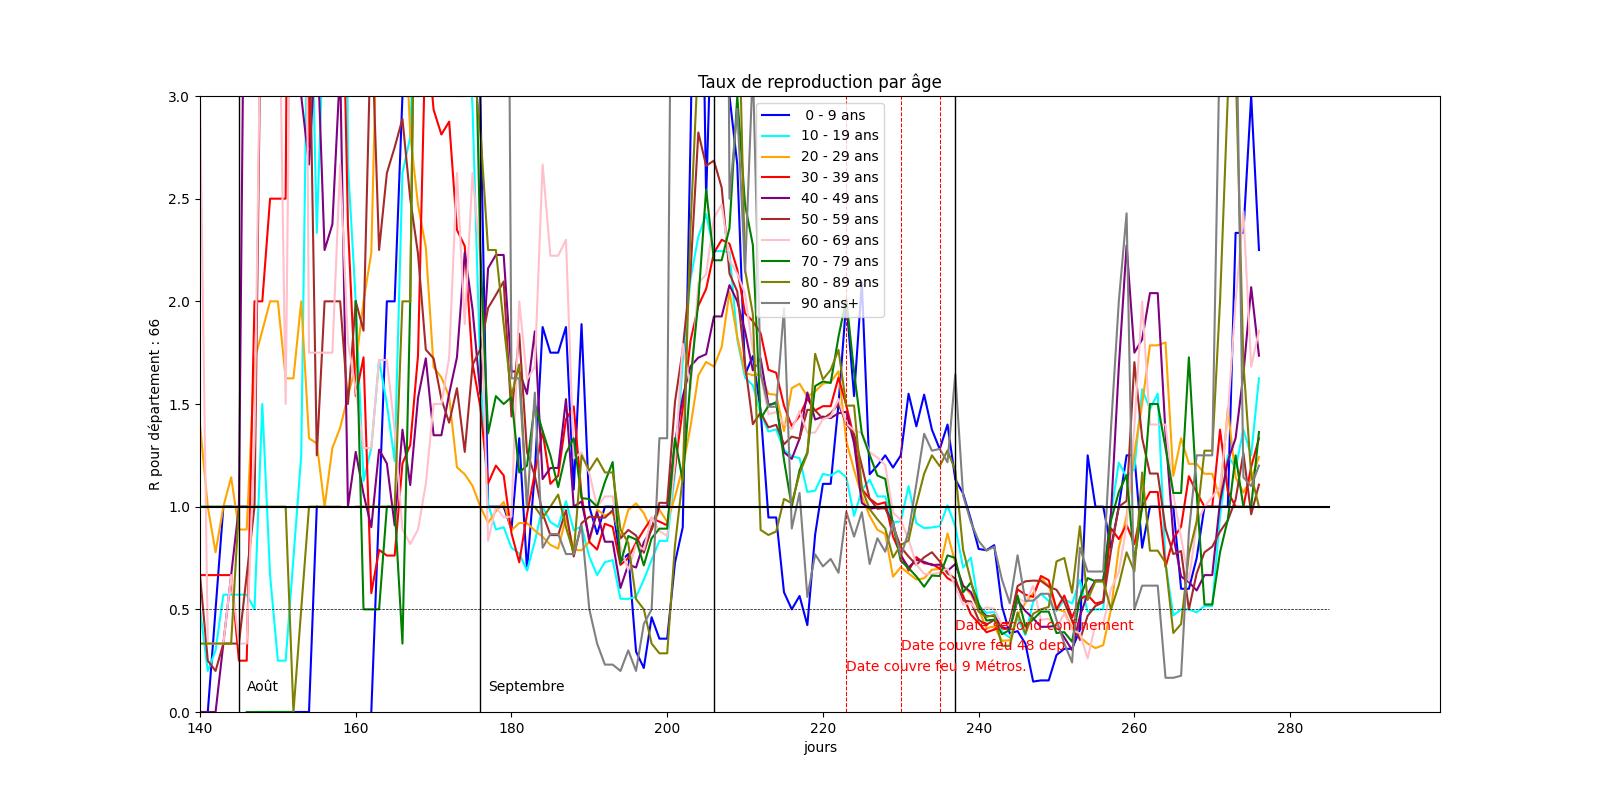 Taux de reproduction par âge
R pour département : 66
3.0
2.5
2.0
1.5
1.0
0.5
0.0
0 - 9 ans
10 - 19 ans
20 - 29 ans
30 - 39 ans
40 - 49 ans
50 - 59 ans
60 - 69 ans
70 - 79 ans
80 - 89 ans
90 ans+
Date second confinement
Date couvre feu 48 dep.
Date couvre feu 9 Métros.
Août
Septembre
140
160
180
200
220
240
260
280
jours